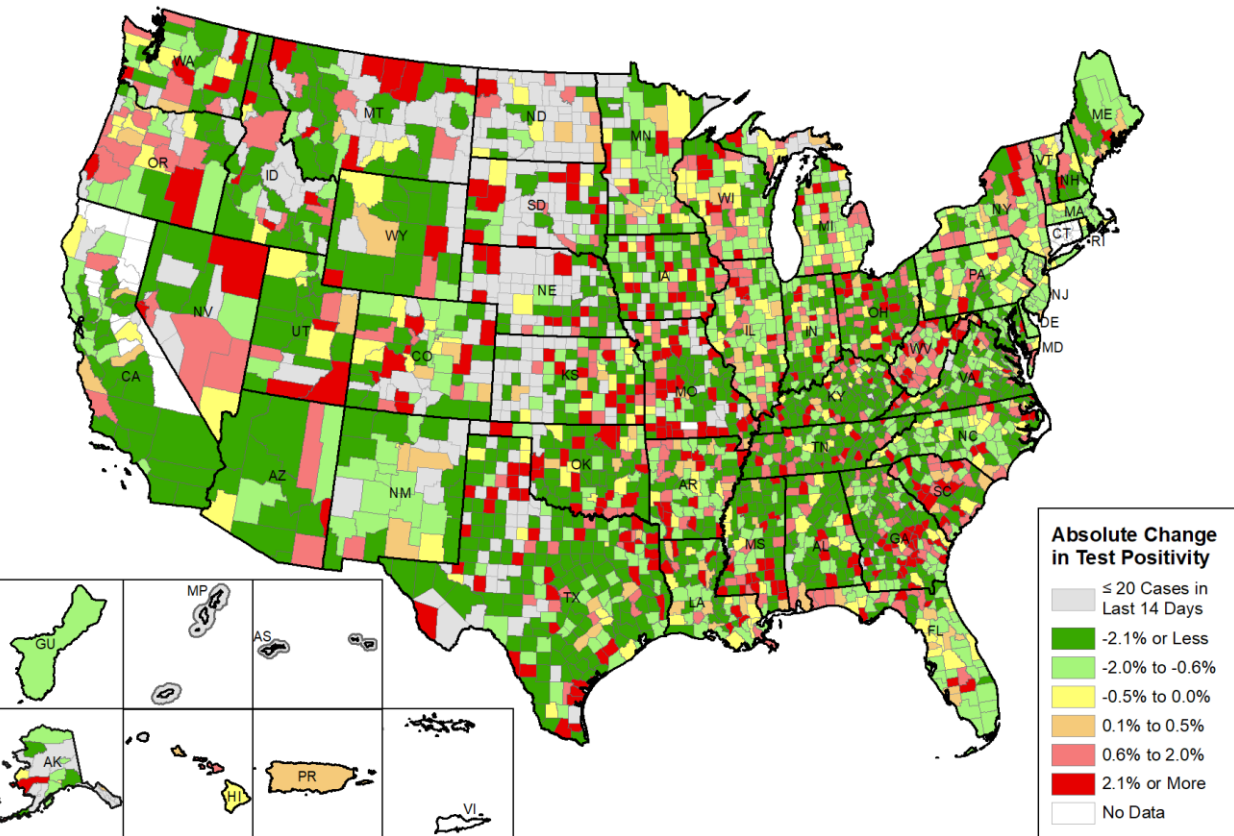 WA
MT
ND
MN
ME
OR
ID
SD
WI
VT
NH
NY
MA
CT
RI
WY
MI
NE
IA
PA
NJ
NV
UT
CO
IL
IN
OH
DE
MD
WV
CA
KS
MO
KY
VA
AZ
NM
OK
AR
TN
NC
SC
MS
AL
GA
TX
LA
FL
MP
GU
AS
AK
HI
PR
VI
Absolute Change
in Test Positivity
≤ 20 Cases in
Last 14 Days
-2.1% or Less
-2.0% to -0.6%
-0.5% to 0.0%
0.1% to 0.5%
0.6% to 2.0%
2.1% or More
No Data